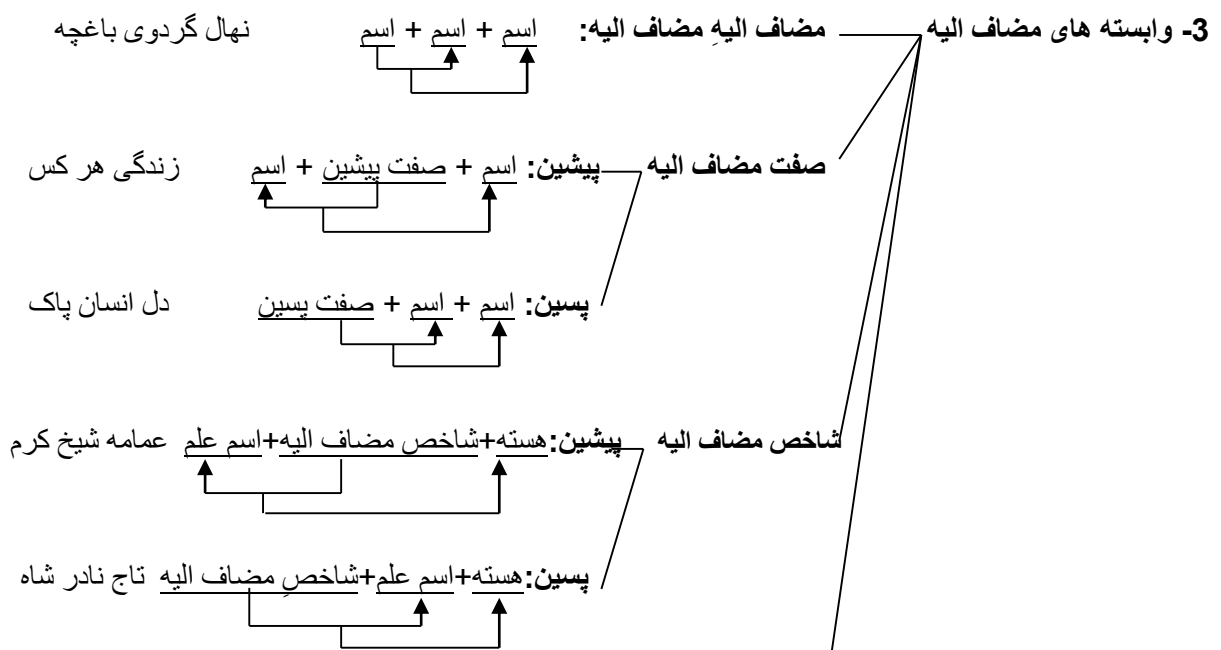 3- وابسته های مضاف الیه مضاف الیهِ مضاف الیه: اسم + اسم + اسم نهال گردوی باغچه
صفت مضاف الیه پیشین: اسم + صفت پیشین + اسم زندگی هر کس
پسین: اسم + اسم + صفت پسین دل انسان پاک
شاخص مضاف الیه پیشین:هسته+شاخص مضاف الیه+اسم علم عمامه شیخ کرم
پسین:هسته+اسم علم+شاخصِ مضاف الیه تاج نادر شاه